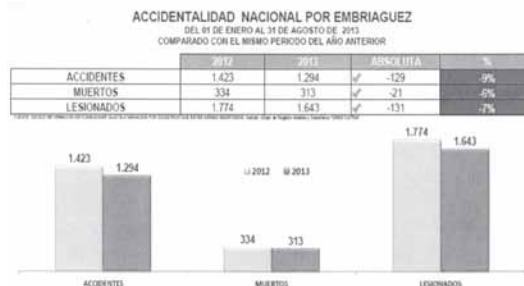 ACCIDENTALIDAD NACIONAL POR EMBRIAGUEZ
DEL 01 DE ENERO AL 31 DE AGOSTO DE 2013
COMPARADO CON EL MISMO PERIODO DEL AÑO ANTERIOR
2012 2013 ABSOLUTA %
ACCIDENTES 1.423 1.294 -129 -9%
MUERTOS 334 313 -21 -6%
LESIONADOS 1.774 1.643 -131 -7%
1.423 1.294 334 313 1.774 1.643
2012 2013
ACCIDENTES MUERTOS LESIONADOS